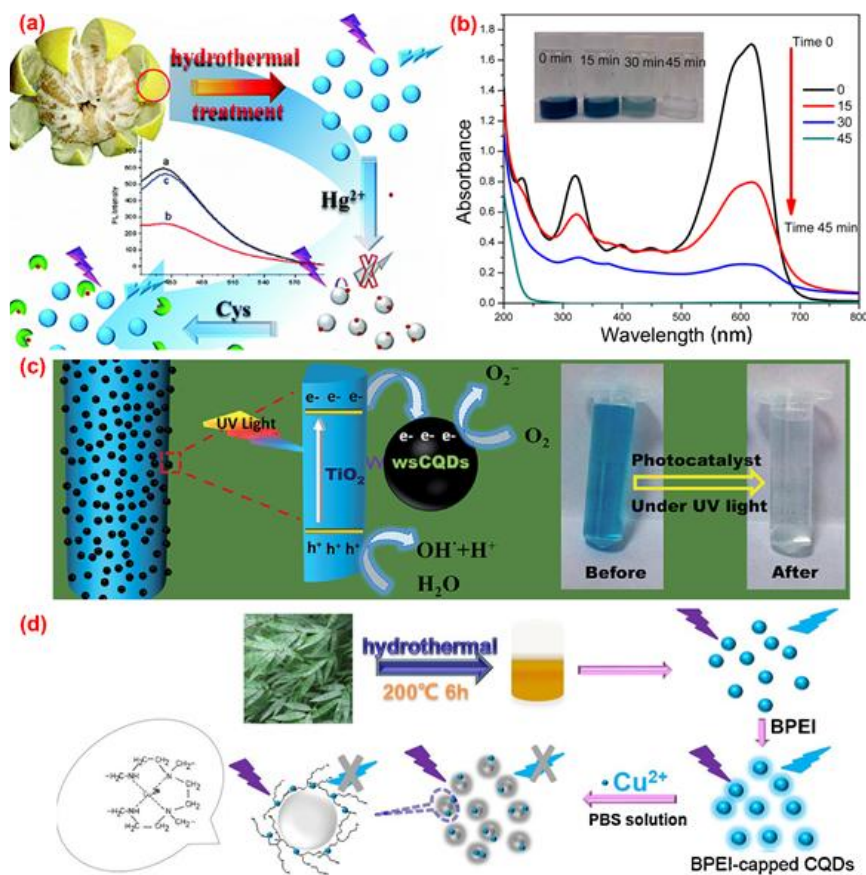 (a)
hydrothermal
treatment
a
c
b
PL Intensity
540
570
Hg²⁺
Cys
(b)
Absorbance
1.8
1.6
1.4
1.2
1.0
0.8
0.6
0.4
0.2
0.0
200
300
400
500
600
700
800
Wavelength (nm)
0 min
15 min
30 min
45 min
Time 0
0
15
30
45
Time 45 min
(c)
UV Light
e- e- e-
TiO₂
h⁺ h⁺ h⁺
e- e- e-
wsCQDs
O₂⁻
O₂
OH˙+H⁺
H₂O
Photocatalyst
Under UV light
Before
After
(d)
hydrothermal
200℃ 6h
BPEI
•Cu²⁺
PBS solution
BPEI-capped CQDs